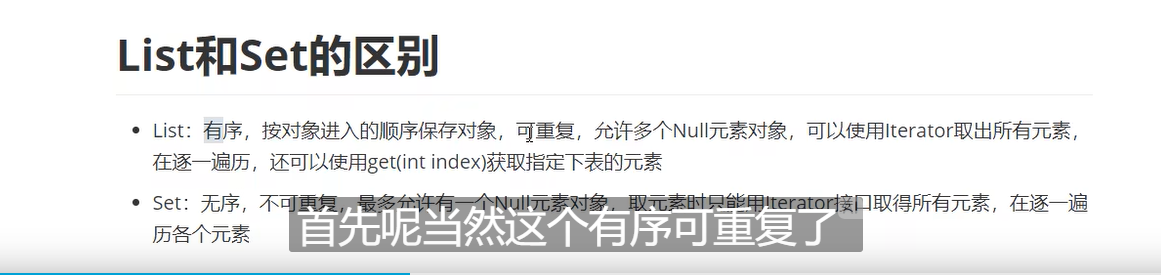 List和Set的区别
List：有序，按对象进入的顺序保存对象，可重复，允许多个Null元素对象，可以使用Iterator取出所有元素，
在逐一遍历，还可以使用get(int index)获取指定下表的元素
Set：无序，不可重复，最多允许有一个Null元素对象，取元素时只能用Iterator接口取得所有元素，在逐一遍
历各个元素
首先呢当然这个有序可重复了